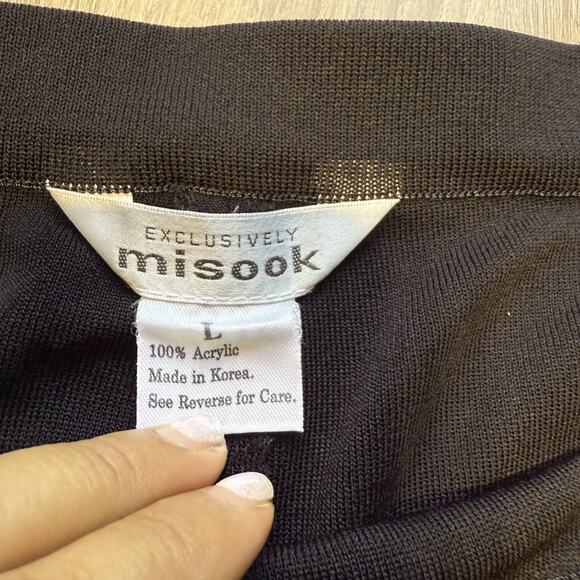 EXCLUSIVELY
misook
L
100% Acrylic
Made in Korea.
See Reverse for Care.